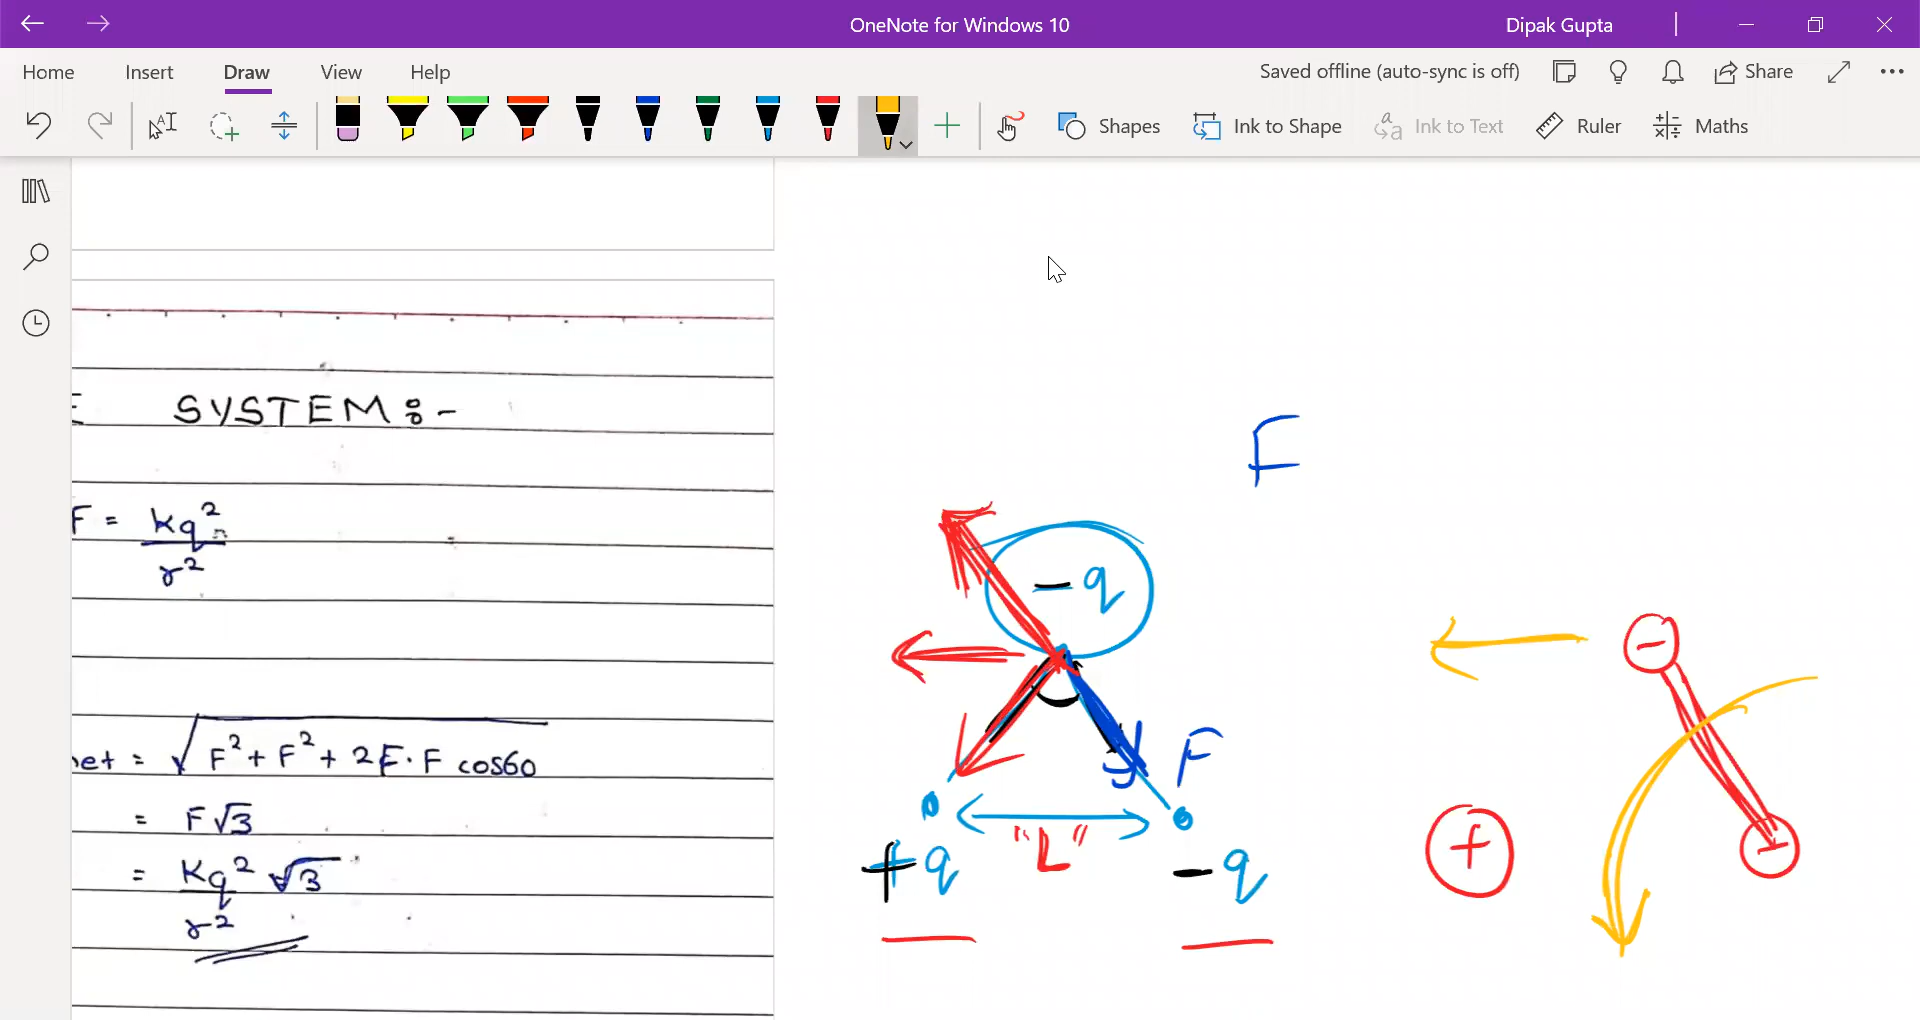 OneNote for Windows 10
Dipak Gupta
Home Insert Draw View Help
Saved offline (auto-sync is off)
Share
Shapes
Ink to Shape
Ink to Text
Ruler
Maths
SYSTEM :-
F = kq²
r²
net = √F² + F² + 2F·F cos60
= F√3
= Kq² √3
r²
F
-q
F
"L"
+q
-q
−
+
−